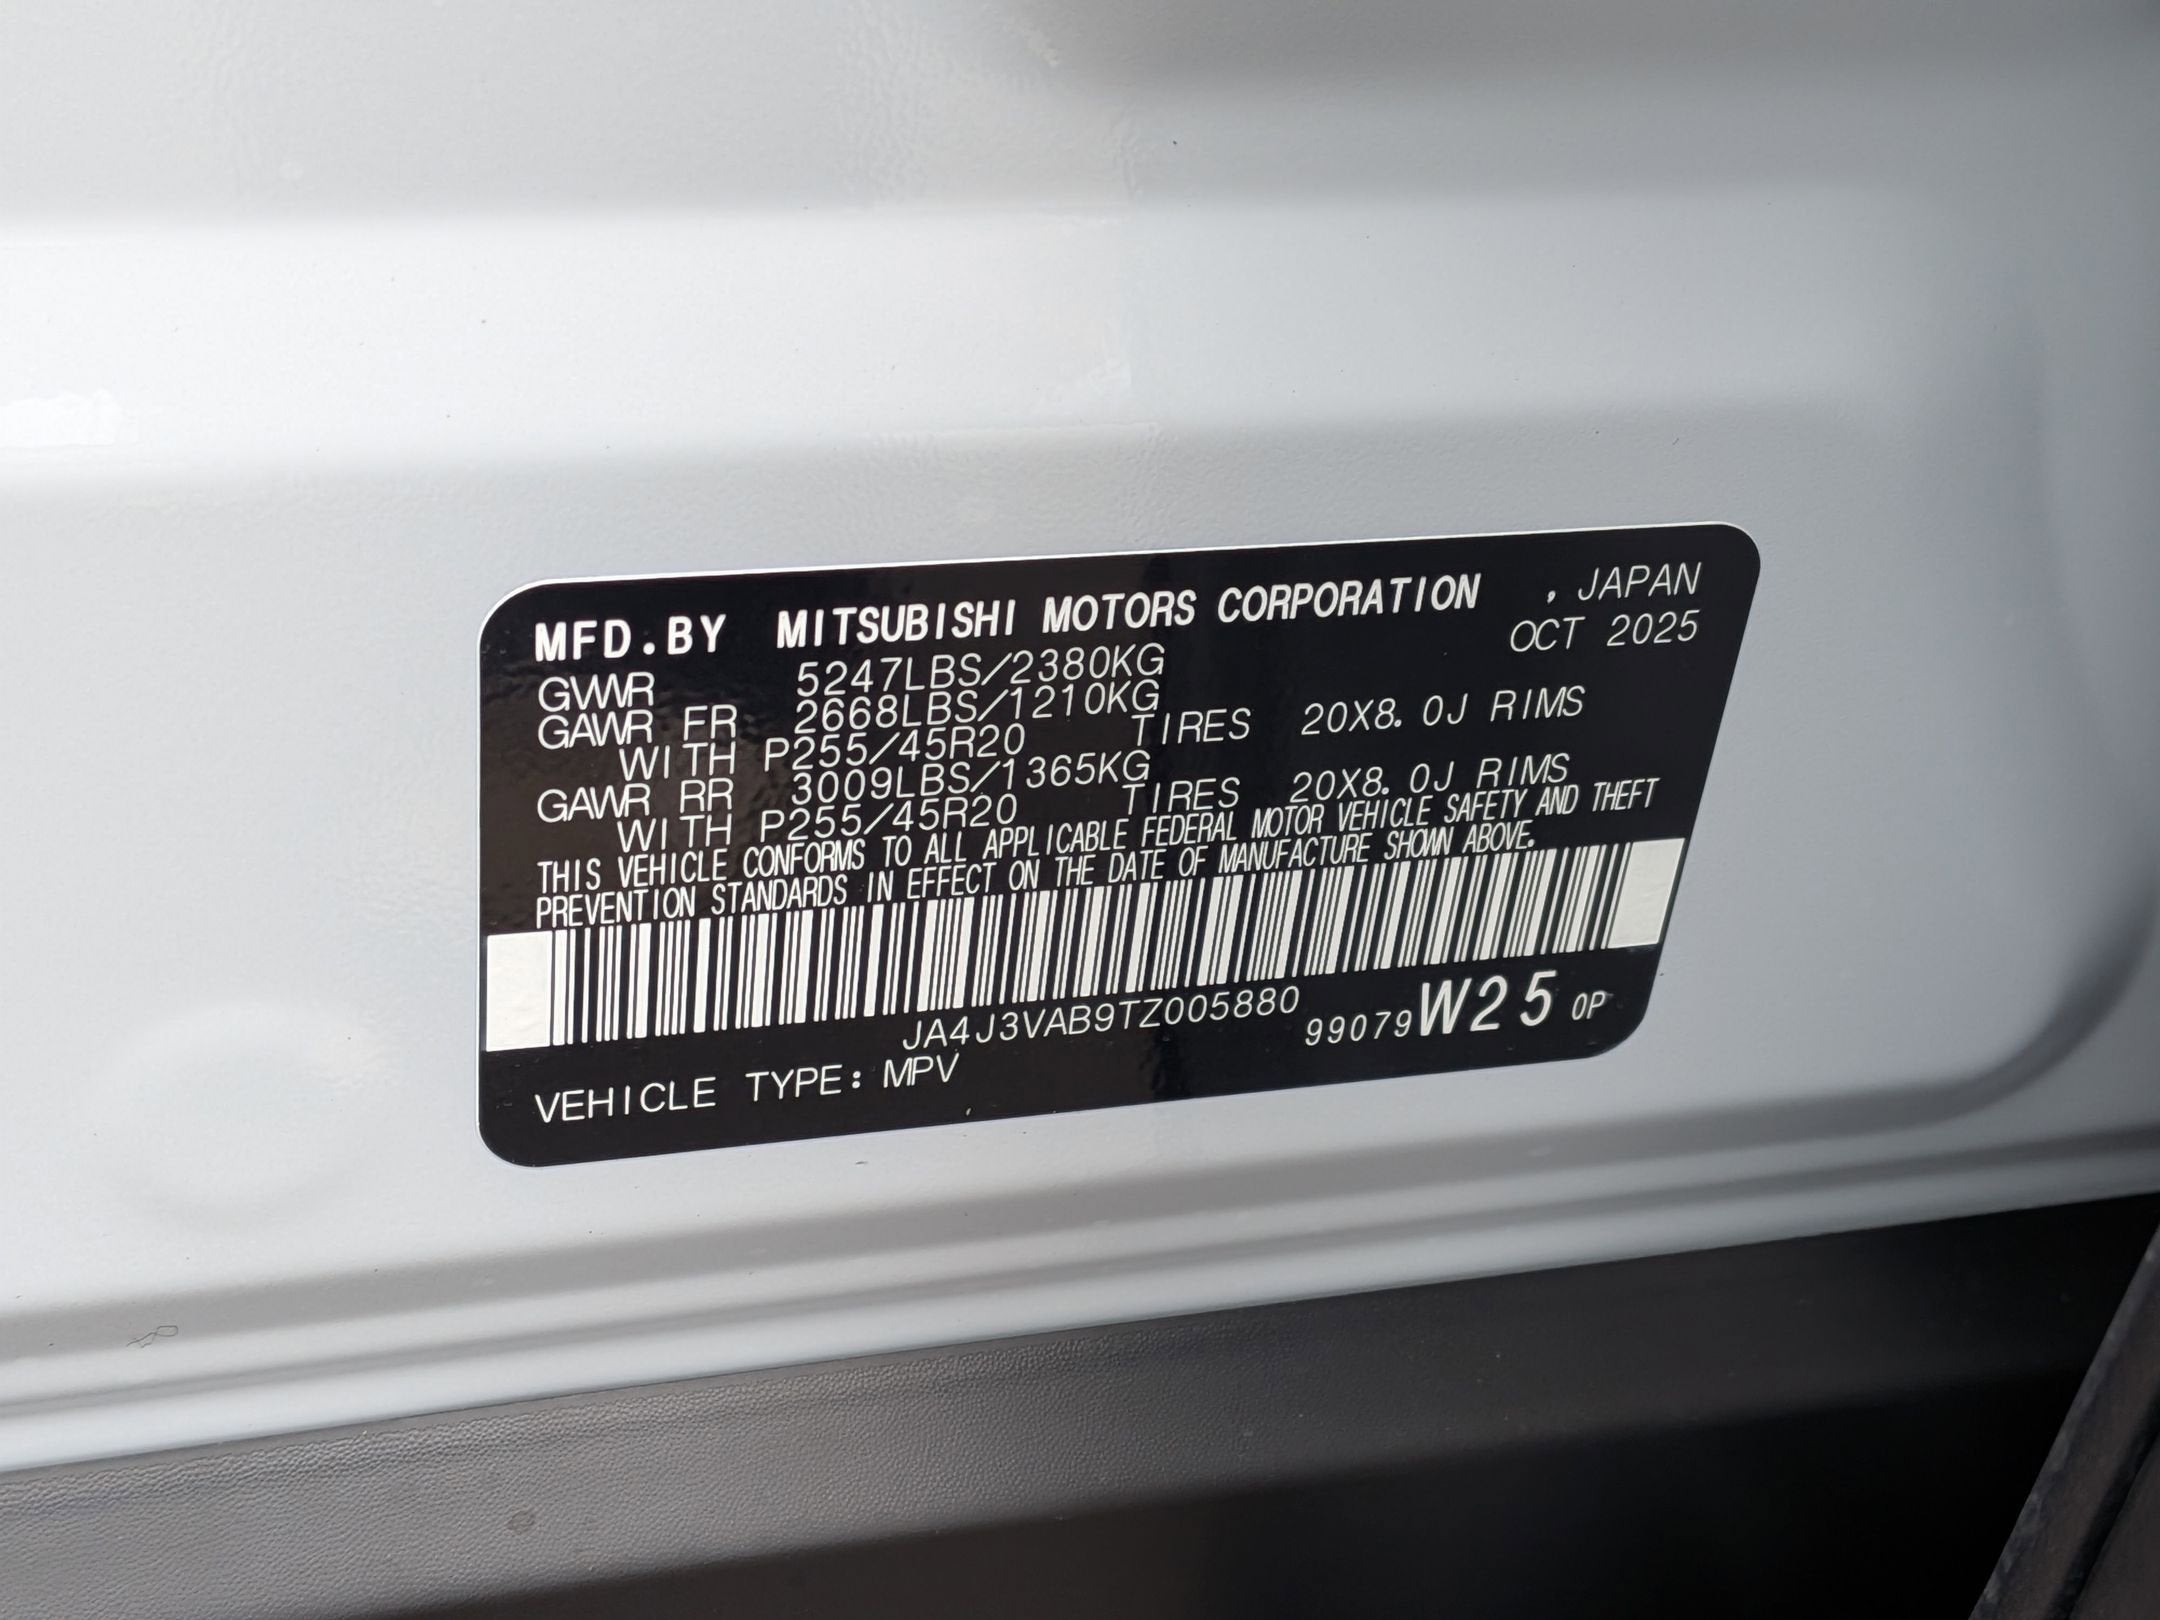 MFD.BY MITSUBISHI MOTORS CORPORATION , JAPAN
OCT 2025
GVWR 5247LBS/2380KG
GAWR FR 2668LBS/1210KG
WITH P255/45R20 TIRES 20X8.0J RIMS
GAWR RR 3009LBS/1365KG
WITH P255/45R20 TIRES 20X8.0J RIMS
THIS VEHICLE CONFORMS TO ALL APPLICABLE FEDERAL MOTOR VEHICLE SAFETY AND THEFT
PREVENTION STANDARDS IN EFFECT ON THE DATE OF MANUFACTURE SHOWN ABOVE.
JA4J3VAB9TZ005880
99079 W25 0P
VEHICLE TYPE: MPV